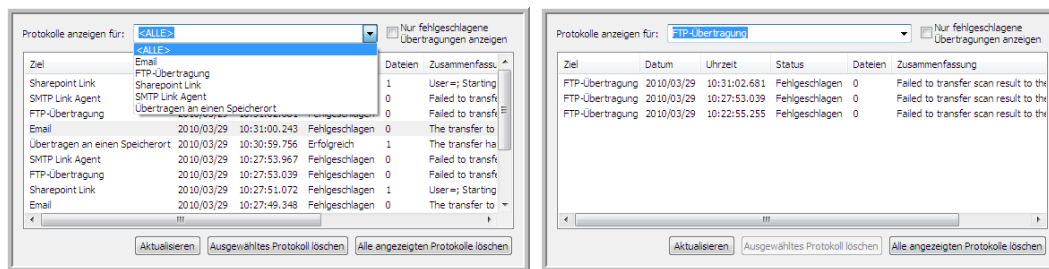 Protokolle anzeigen für: <ALLE> Nur fehlgeschlagene Übertragungen anzeigen
<ALLE>
Email
FTP-Übertragung
Sharepoint Link
SMTP Link Agent
Übertragen an einen Speicherort
Ziel Dateien Zusammenfassu
Sharepoint Link 1 User=; Starting
SMTP Link Agent 0 Failed to transfe
FTP-Übertragung 2010/03/29 10:31:02.681 Fehlgeschlagen 0 Failed to transfe
Email 2010/03/29 10:31:00.243 Fehlgeschlagen 0 The transfer to
Übertragen an einen Speicherort 2010/03/29 10:30:59.756 Erfolgreich 1 The transfer ha
SMTP Link Agent 2010/03/29 10:27:53.967 Fehlgeschlagen 0 Failed to transfe
FTP-Übertragung 2010/03/29 10:27:53.039 Fehlgeschlagen 0 Failed to transfe
Sharepoint Link 2010/03/29 10:27:51.072 Fehlgeschlagen 1 User=; Starting
Email 2010/03/29 10:27:49.348 Fehlgeschlagen 0 The transfer to
Aktualisieren Ausgewähltes Protokoll löschen Alle angezeigten Protokolle löschen
Protokolle anzeigen für: FTP-Übertragung Nur fehlgeschlagene Übertragungen anzeigen
Ziel Datum Uhrzeit Status Dateien Zusammenfassung
FTP-Übertragung 2010/03/29 10:31:02.681 Fehlgeschlagen 0 Failed to transfer scan result to the
FTP-Übertragung 2010/03/29 10:27:53.039 Fehlgeschlagen 0 Failed to transfer scan result to the
FTP-Übertragung 2010/03/29 10:22:55.255 Fehlgeschlagen 0 Failed to transfer scan result to the
Aktualisieren Ausgewähltes Protokoll löschen Alle angezeigten Protokolle löschen